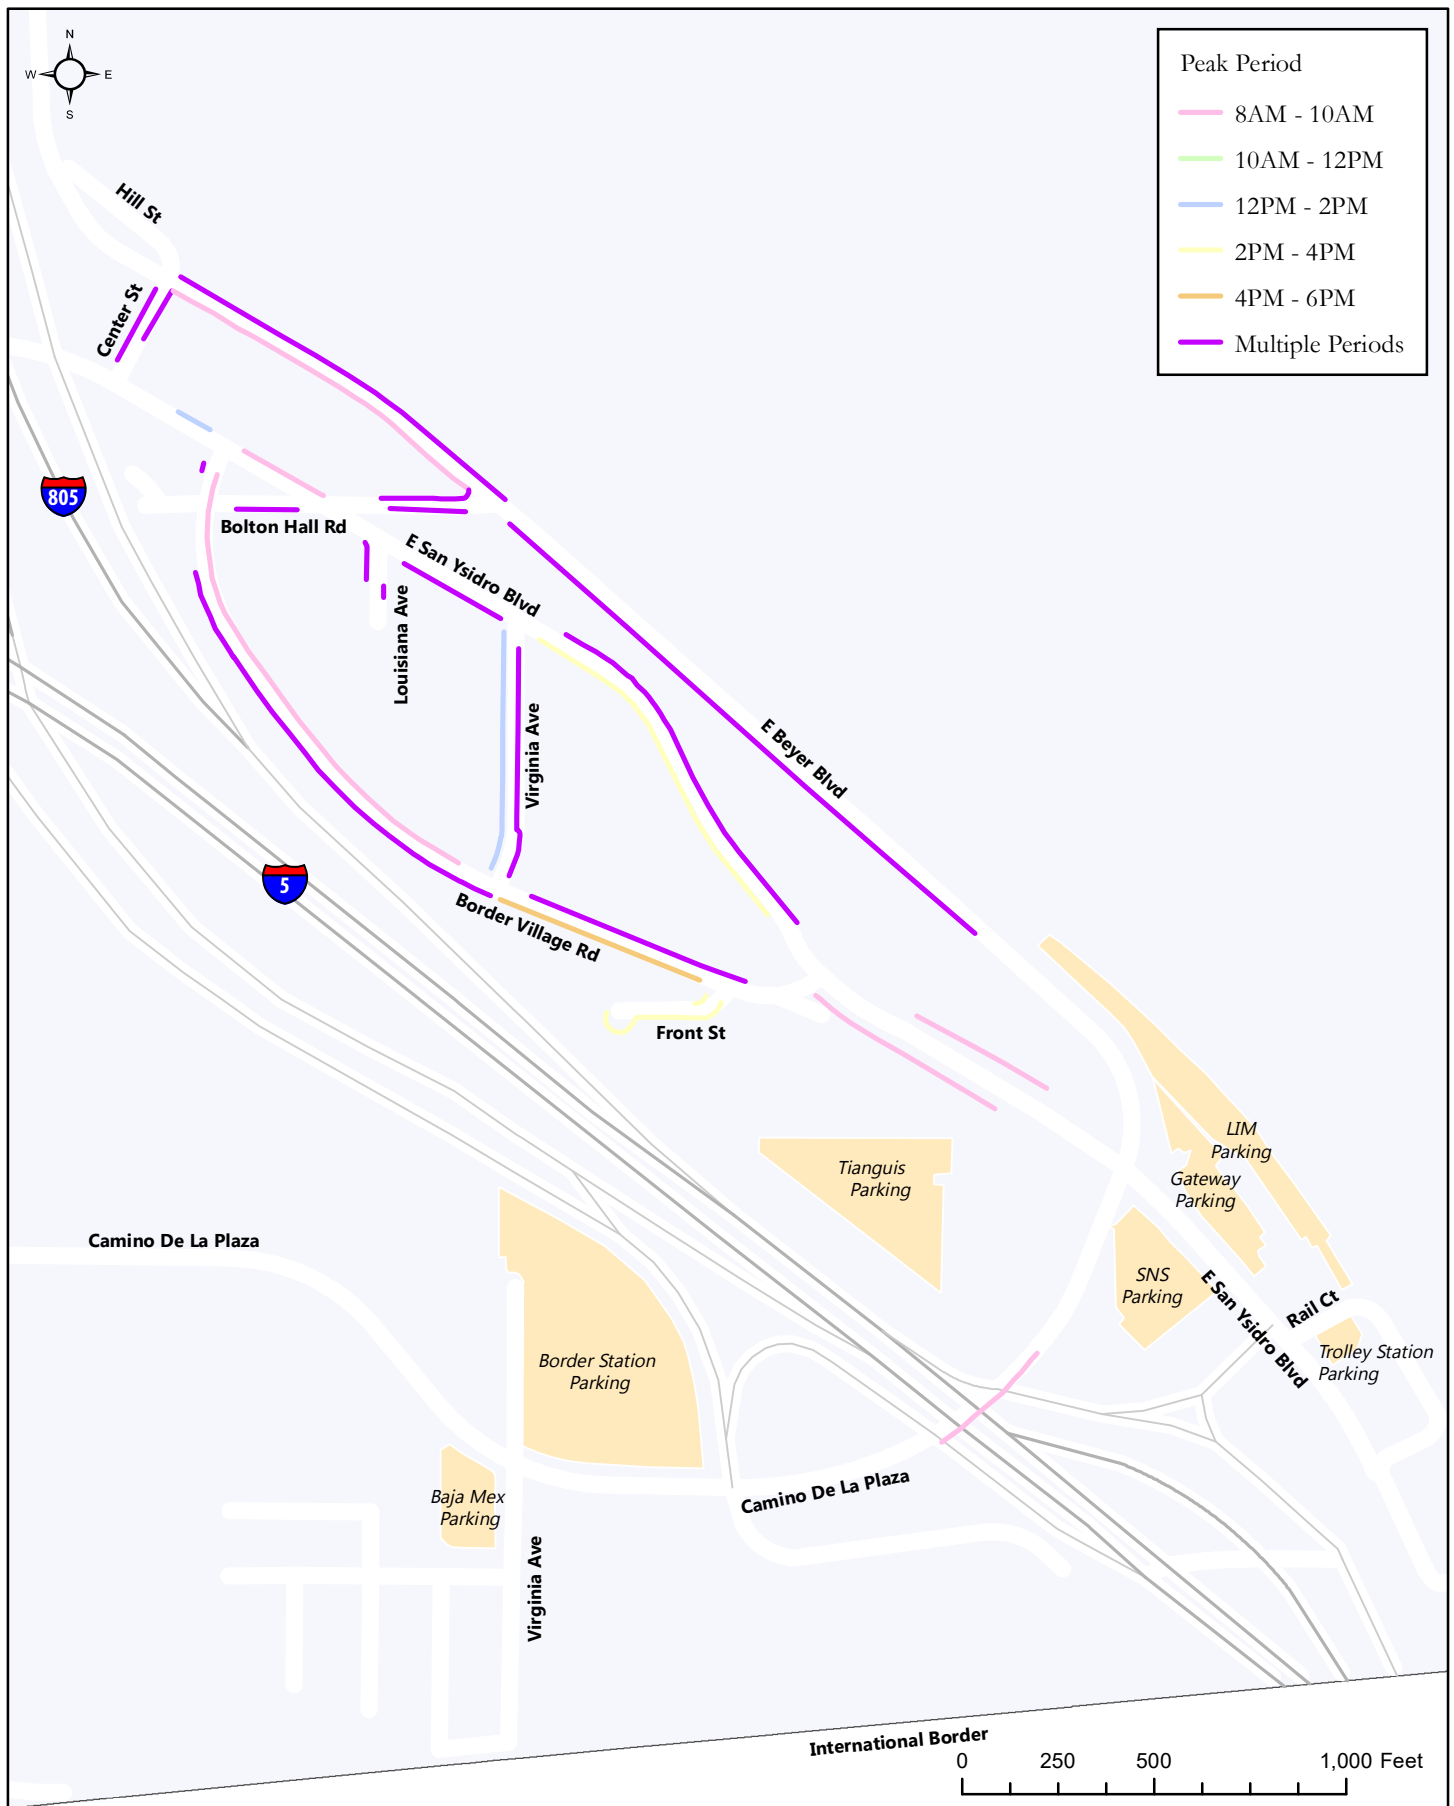 N
W E
S
Peak Period
8AM - 10AM
10AM - 12PM
12PM - 2PM
2PM - 4PM
4PM - 6PM
Multiple Periods
Hill St
Center St
805
Bolton Hall Rd
E San Ysidro Blvd
Louisiana Ave
Virginia Ave
E Beyer Blvd
5
Border Village Rd
Front St
LIM
Parking
Tianguis
Parking
Gateway
Parking
Camino De La Plaza
SNS
Parking
E San Ysidro Blvd
Rail Ct
Trolley Station
Parking
Border Station
Parking
Camino De La Plaza
Baja Mex
Parking
Virginia Ave
International Border
0 250 500 1,000 Feet